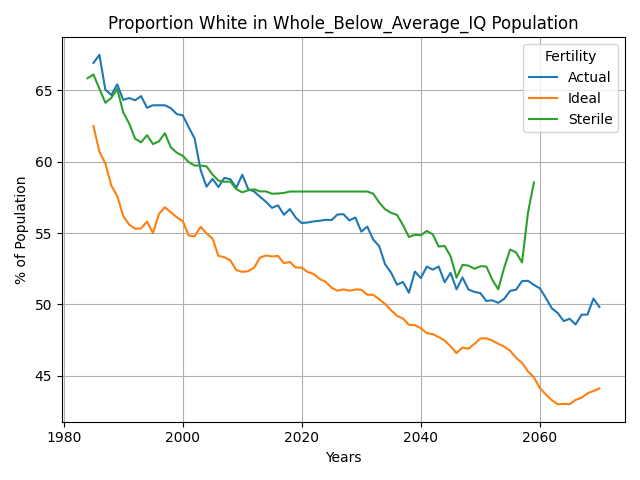 Proportion White in Whole_Below_Average_IQ Population
Fertility
Actual
Ideal
Sterile
% of Population
65
60
55
50
45
1980
2000
2020
2040
2060
Years